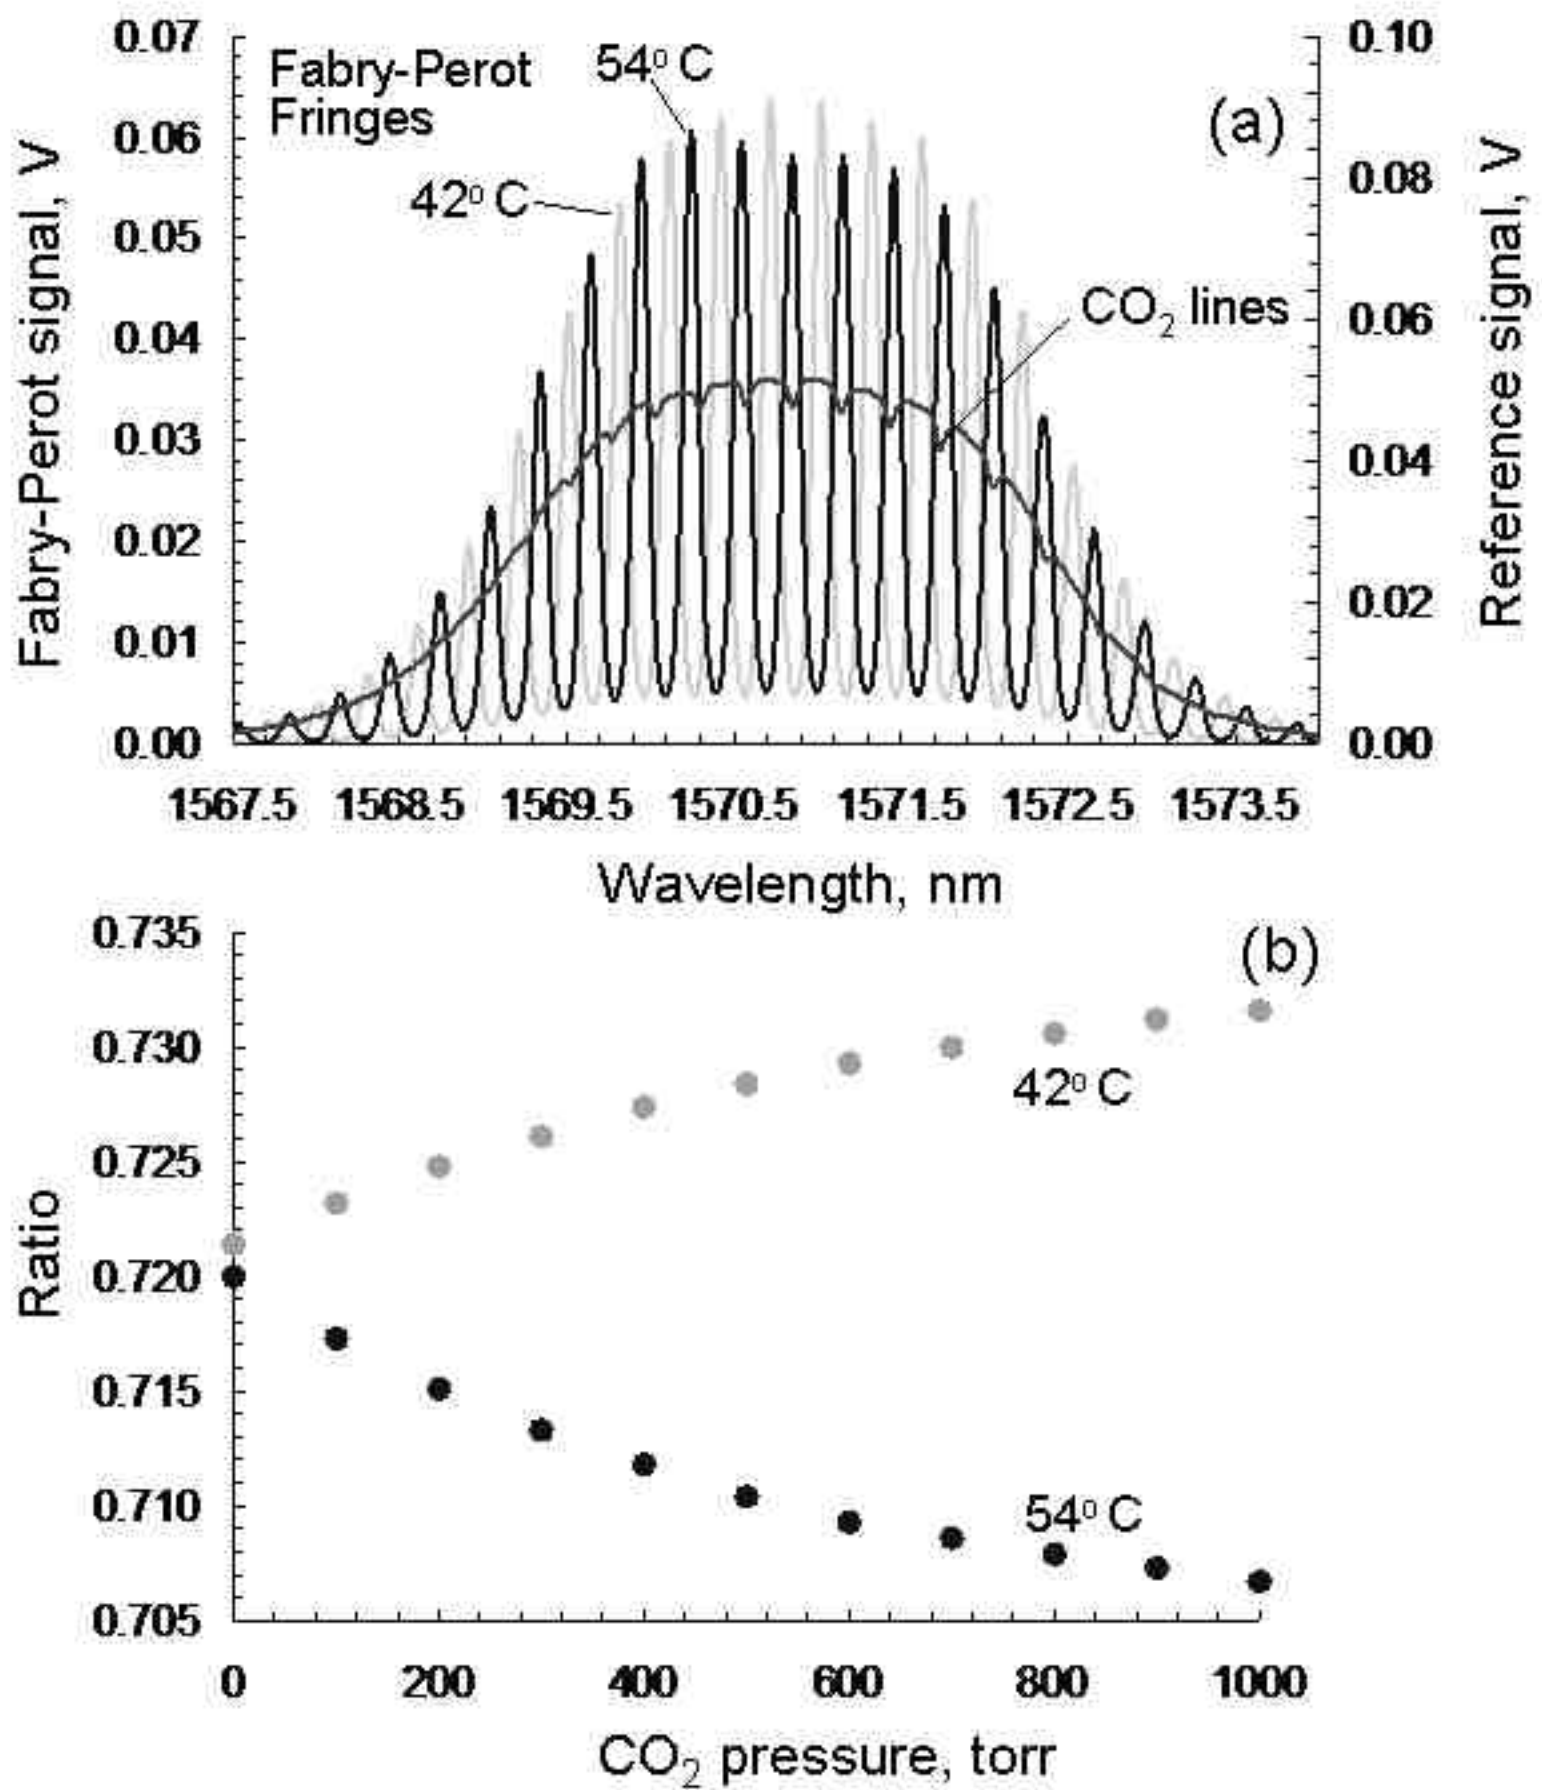 0.07
0.06
0.05
0.04
0.03
0.02
0.01
0.00
Fabry-Perot signal, V
Fabry-Perot
Fringes
54⁰ C
42⁰ C
(a)
CO₂ lines
0.10
0.08
0.06
0.04
0.02
0.00
Reference signal, V
1567.5 1568.5 1569.5 1570.5 1571.5 1572.5 1573.5
Wavelength, nm
0.735
0.730
0.725
0.720
0.715
0.710
0.705
Ratio
(b)
42⁰ C
54⁰ C
0 200 400 600 800 1000
CO₂ pressure, torr